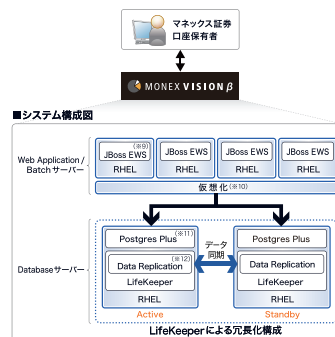 マネックス証券
口座保有者
MONEX VISION β
■システム構成図
(※9)
JBoss EWS JBoss EWS JBoss EWS JBoss EWS
RHEL RHEL RHEL RHEL
Web Application /
Batchサーバー
仮想化(※10)
(※11)
Postgres Plus Postgres Plus
データ
同期
(※12)
Data Replication Data Replication
Databaseサーバー
LifeKeeper LifeKeeper
RHEL RHEL
Active Standby
LifeKeeperによる冗長化構成